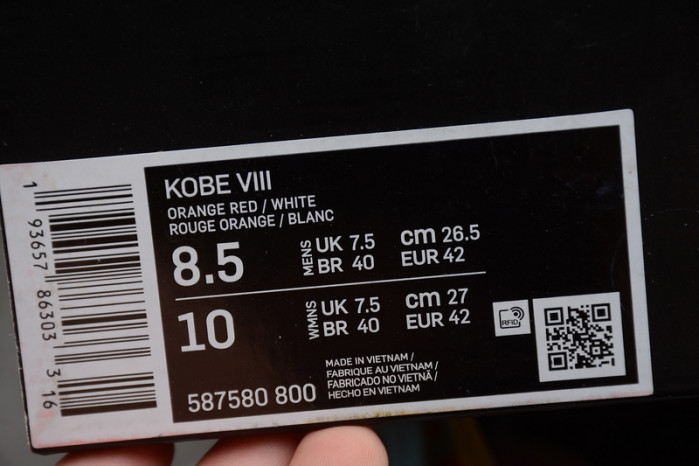 KOBE VIII
ORANGE RED / WHITE
ROUGE ORANGE / BLANC
8.5 MENS UK 7.5 cm 26.5
BR 40 EUR 42
10 WMNS UK 7.5 cm 27
BR 40 EUR 42
RFID
587580 800
MADE IN VIETNAM /
FABRIQUE AU VIETNAM /
FABRICADO NO VIETNÃ /
HECHO EN VIETNAM
1 93657 86303 3 16